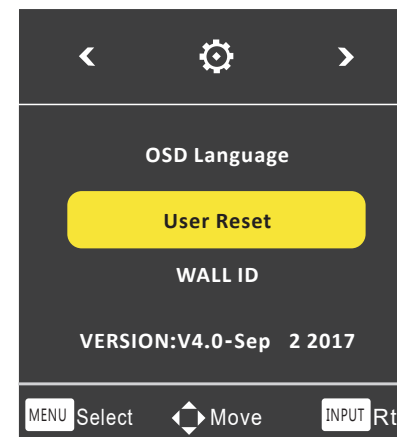 OSD Language
User Reset
WALL ID
VERSION:V4.0-Sep 2 2017
MENU Select Move INPUT Rt